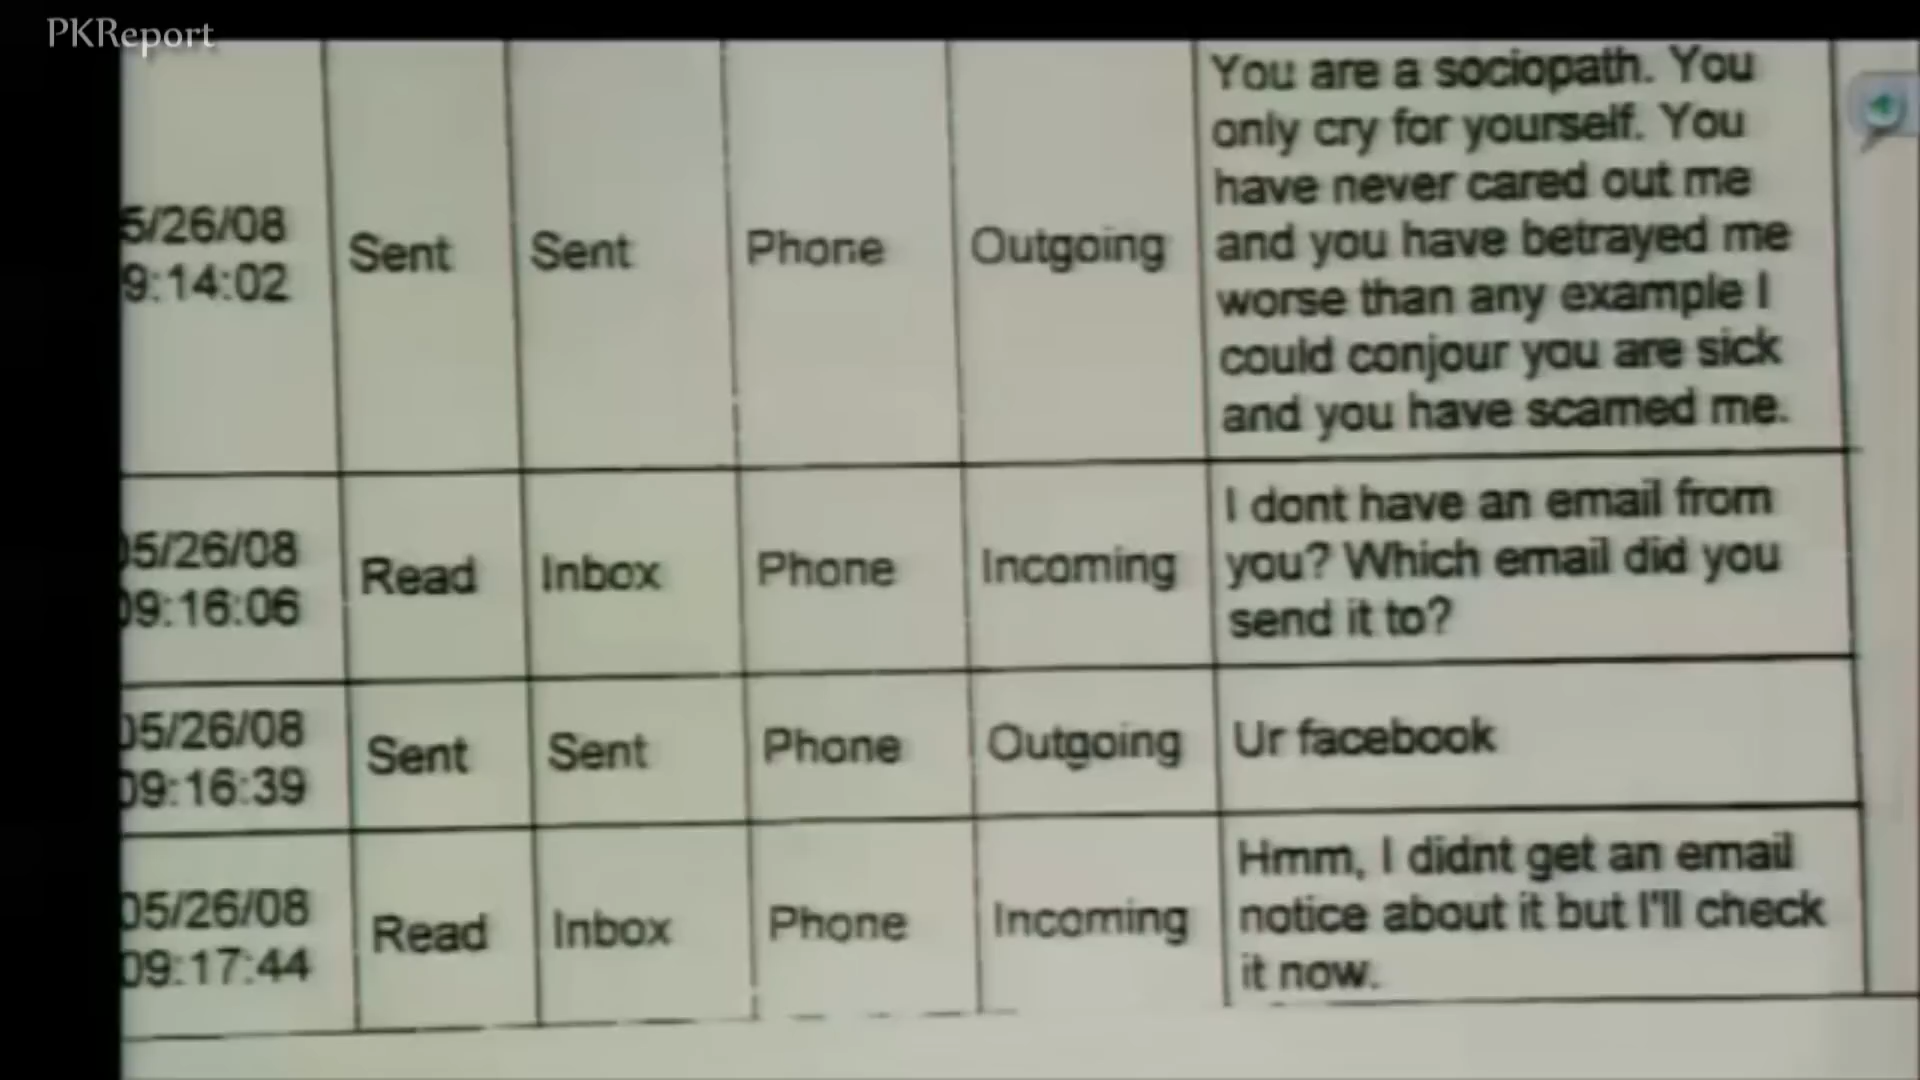 PKReport
You are a sociopath. You
only cry for yourself. You
have never cared out me
5/26/08
9:14:02
Sent
Sent
Phone
Outgoing
and you have betrayed me
worse than any example I
could conjour you are sick
and you have scamed me.
05/26/08
09:16:06
Read
Inbox
Phone
Incoming
I dont have an email from
you? Which email did you
send it to?
05/26/08
09:16:39
Sent
Sent
Phone
Outgoing
Ur facebook
05/26/08
09:17:44
Read
Inbox
Phone
Incoming
Hmm, I didnt get an email
notice about it but I'll check
it now.